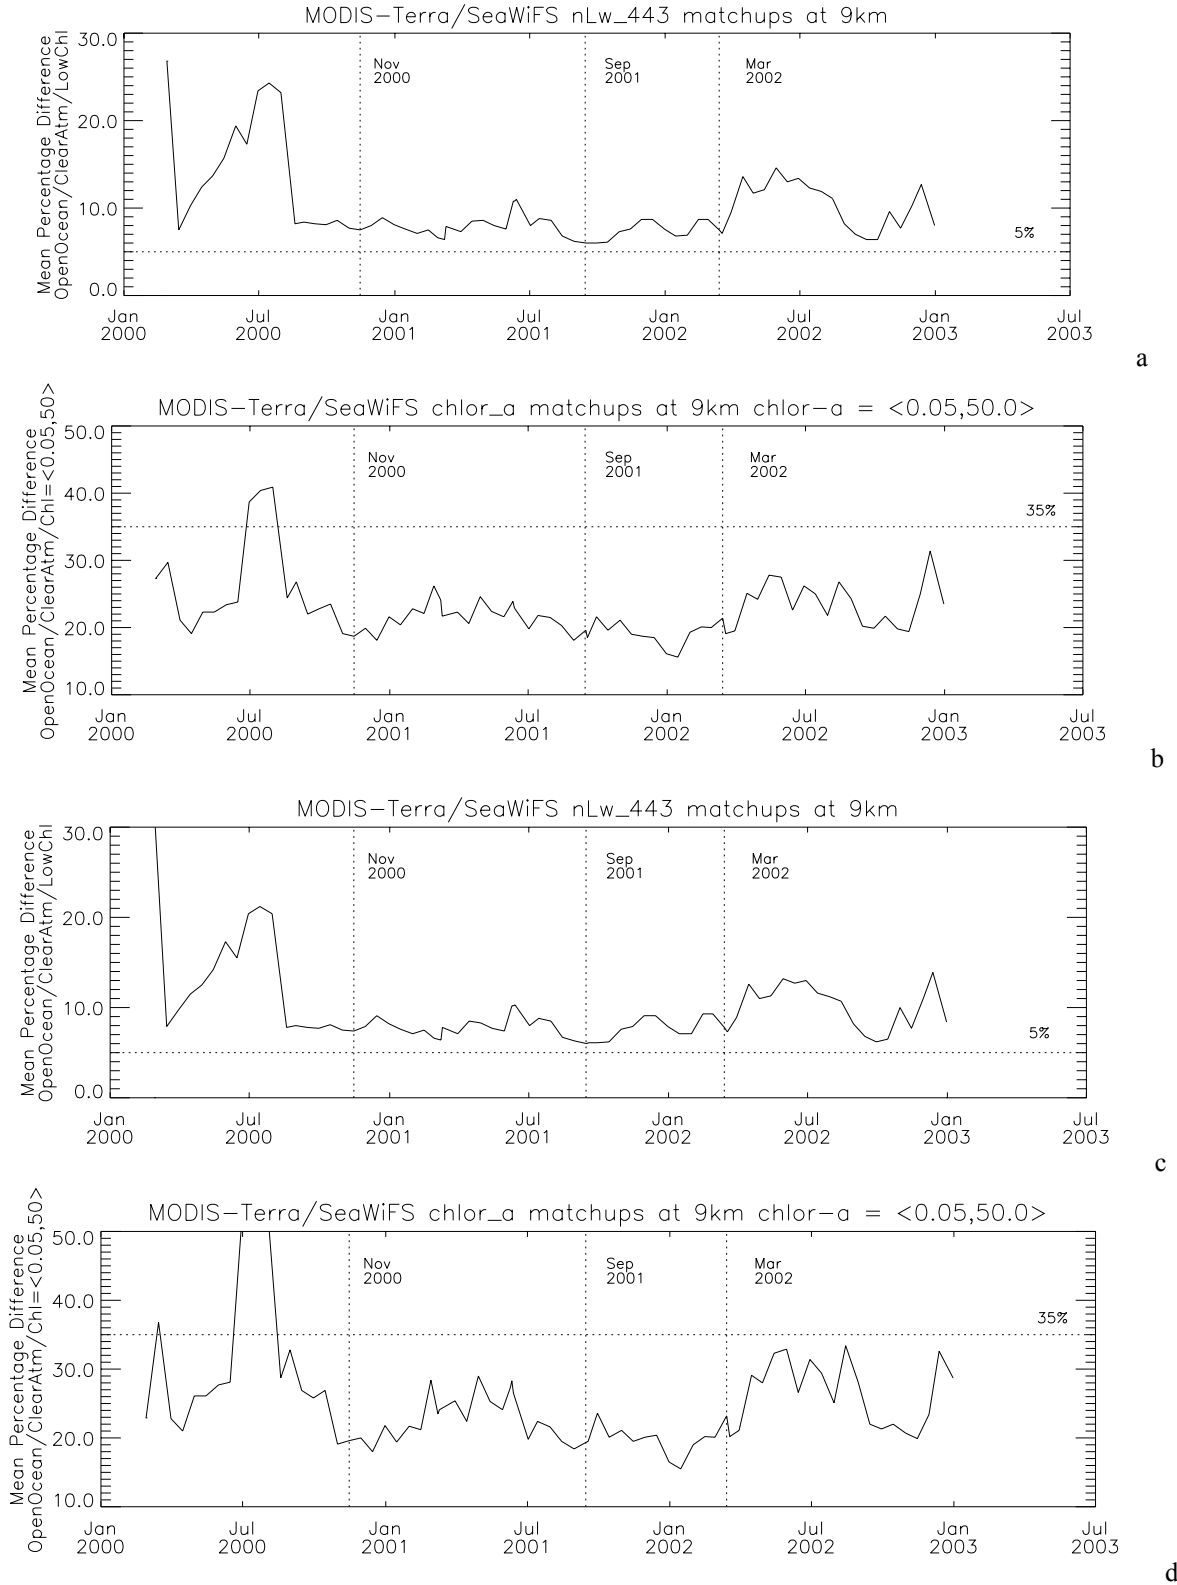 MODIS-Terra/SeaWiFS nLw_443 matchups at 9km
Mean Percentage Difference
OpenOcean/ClearAtm/LowChl
30.0
20.0
10.0
0.0
Nov
2000
Sep
2001
Mar
2002
5%
Jan
2000
Jul
2000
Jan
2001
Jul
2001
Jan
2002
Jul
2002
Jan
2003
Jul
2003
a
MODIS-Terra/SeaWiFS chlor_a matchups at 9km chlor-a = <0.05,50.0>
Mean Percentage Difference
OpenOcean/ClearAtm/Chl=<0.05,50>
50.0
40.0
30.0
20.0
10.0
Nov
2000
Sep
2001
Mar
2002
35%
Jan
2000
Jul
2000
Jan
2001
Jul
2001
Jan
2002
Jul
2002
Jan
2003
Jul
2003
b
MODIS-Terra/SeaWiFS nLw_443 matchups at 9km
Mean Percentage Difference
OpenOcean/ClearAtm/LowChl
30.0
20.0
10.0
0.0
Nov
2000
Sep
2001
Mar
2002
5%
Jan
2000
Jul
2000
Jan
2001
Jul
2001
Jan
2002
Jul
2002
Jan
2003
Jul
2003
c
MODIS-Terra/SeaWiFS chlor_a matchups at 9km chlor-a = <0.05,50.0>
Mean Percentage Difference
OpenOcean/ClearAtm/Chl=<0.05,50>
50.0
40.0
30.0
20.0
10.0
Nov
2000
Sep
2001
Mar
2002
35%
Jan
2000
Jul
2000
Jan
2001
Jul
2001
Jan
2002
Jul
2002
Jan
2003
Jul
2003
d